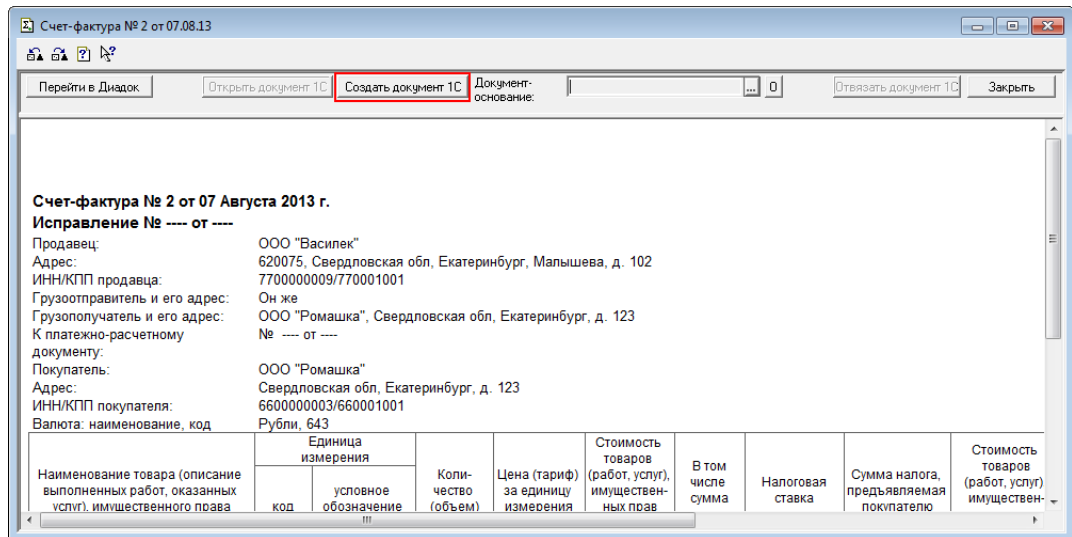 Счет-фактура № 2 от 07.08.13
Перейти в Диадок
Открыть документ 1С
Создать документ 1С
Документ-
основание:
...
0
Отвязать документ 1С
Закрыть
Счет-фактура № 2 от 07 Августа 2013 г.
Исправление № ---- от ----
Продавец: ООО "Василек"
Адрес: 620075, Свердловская обл, Екатеринбург, Малышева, д. 102
ИНН/КПП продавца: 7700000009/770001001
Грузоотправитель и его адрес: Он же
Грузополучатель и его адрес: ООО "Ромашка", Свердловская обл, Екатеринбург, д. 123
К платежно-расчетному № ---- от ----
документу:
Покупатель: ООО "Ромашка"
Адрес: Свердловская обл, Екатеринбург, д. 123
ИНН/КПП покупателя: 6600000003/660001001
Валюта: наименование, код Рубли, 643
Наименование товара (описание
выполненных работ, оказанных
услуг), имущественного права
Единица
измерения
код
условное
обозначение
Коли-
чество
(объем)
Цена (тариф)
за единицу
измерения
Стоимость
товаров
(работ, услуг),
имуществен-
ных прав
В том
числе
сумма
Налоговая
ставка
Сумма налога,
предъявляемая
покупателю
Стоимость
товаров
(работ, услуг)
имуществен-